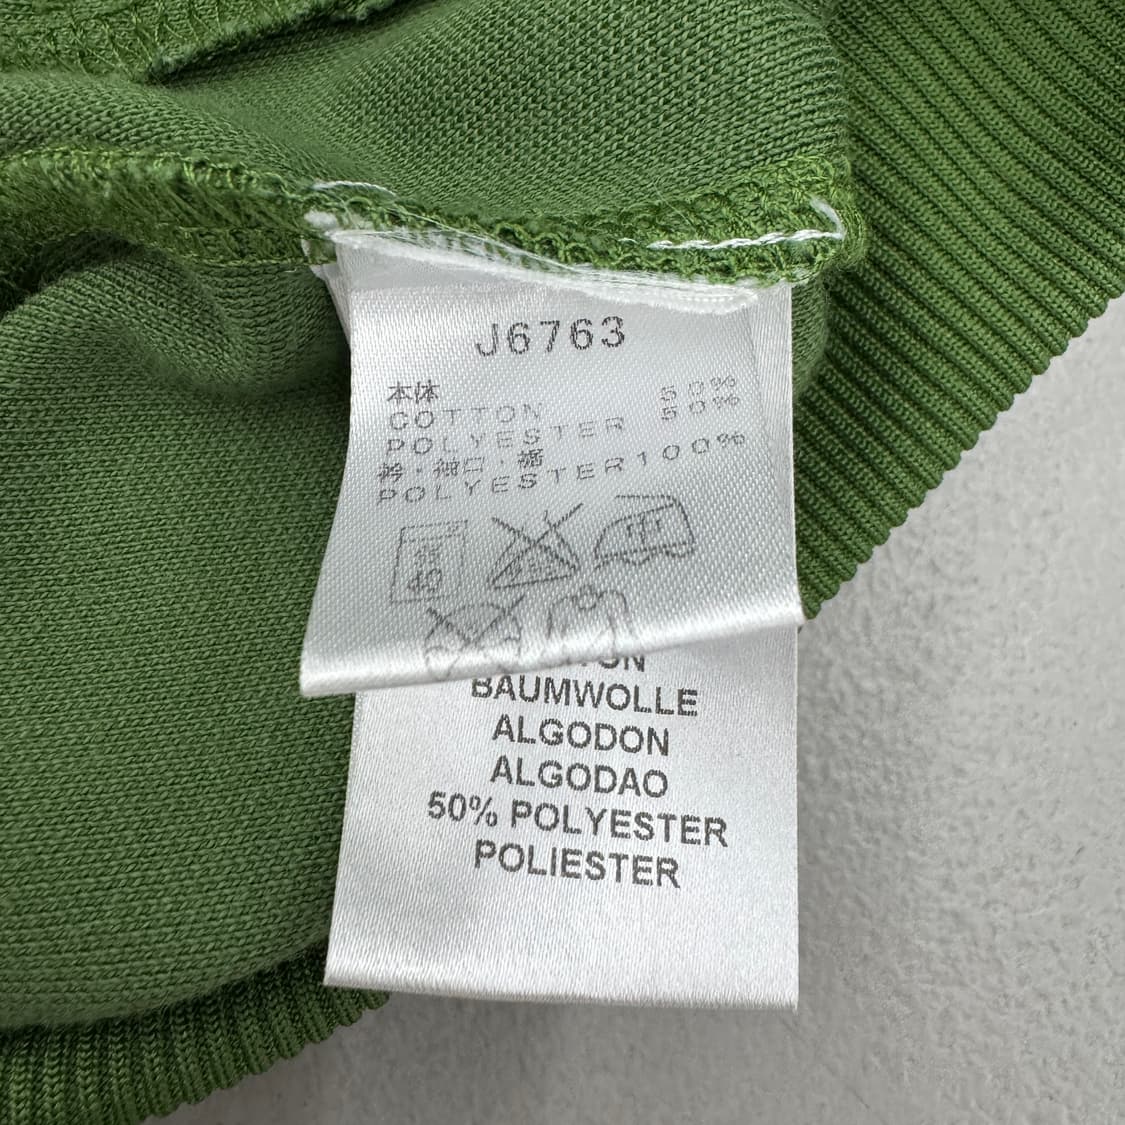 J6763
本体
COTTON 50%
POLYESTER 50%
衿・袖口・裾
POLYESTER100%
40
BAUMWOLLE
ALGODON
ALGODAO
50% POLYESTER
POLIESTER